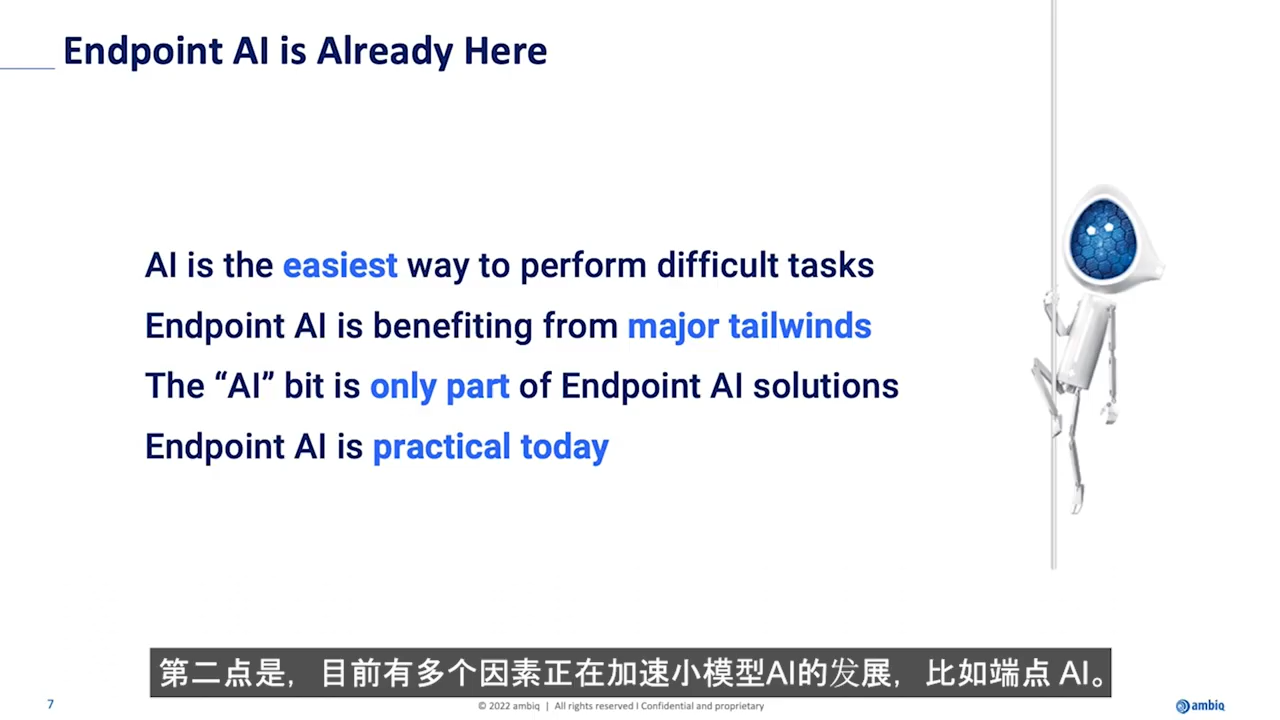 Endpoint AI is Already Here
AI is the easiest way to perform difficult tasks
Endpoint AI is benefiting from major tailwinds
The “AI” bit is only part of Endpoint AI solutions
Endpoint AI is practical today
第二点是，目前有多个因素正在加速小模型AI的发展，比如端点 AI。
7
© 2022 ambiq | All rights reserved I Confidential and proprietary
ambiq